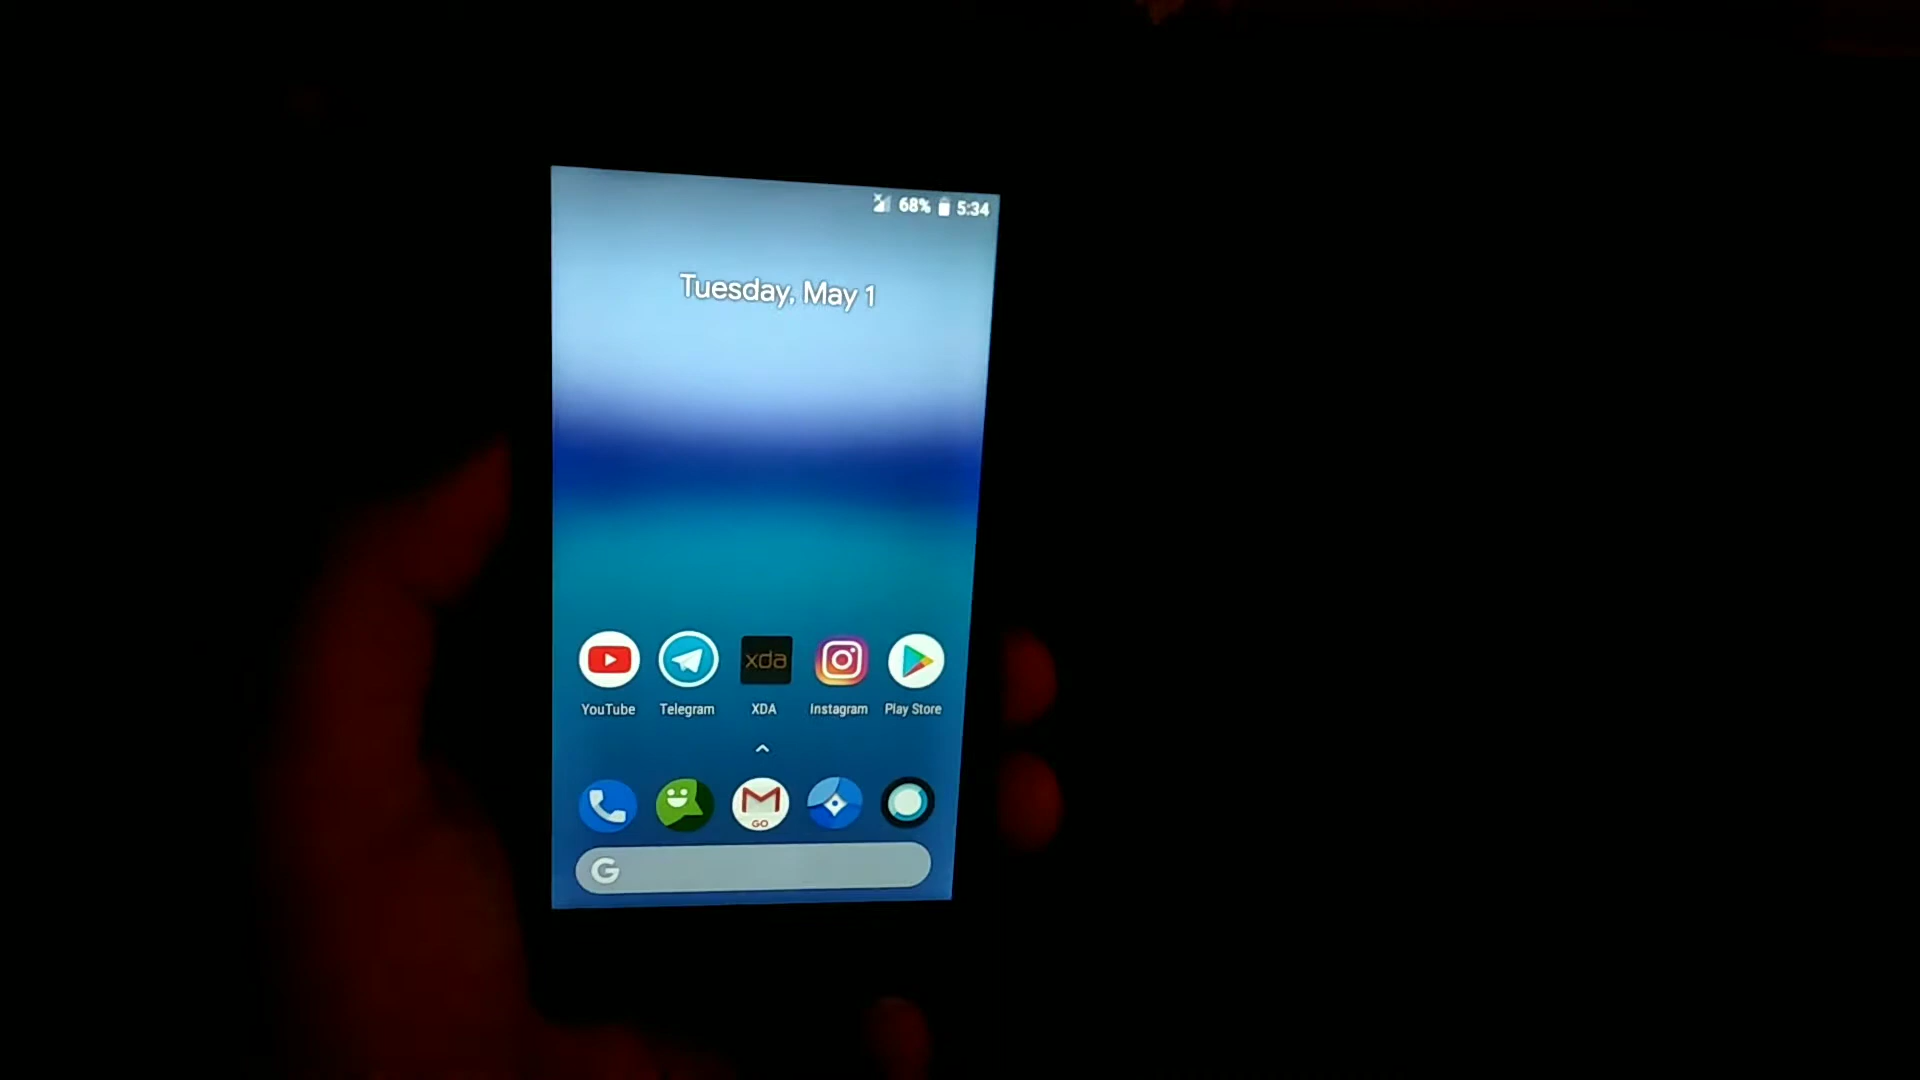 68% 5:34
Tuesday, May 1
xda
YouTube Telegram XDA Instagram Play Store
GO
G